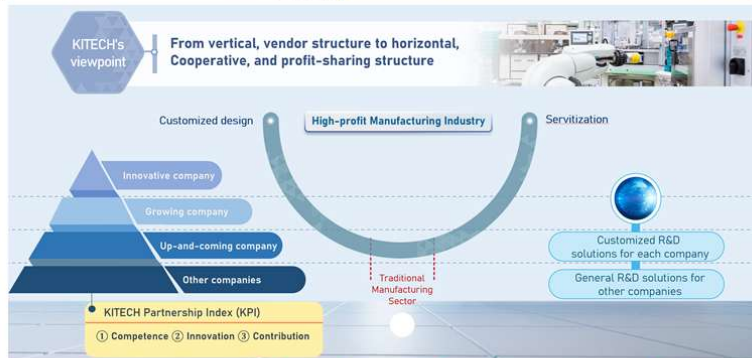 KITECH's
viewpoint
From vertical, vendor structure to horizontal,
Cooperative, and profit-sharing structure
Customized design
High-profit Manufacturing Industry
Servitization
Innovative company
Growing company
Up-and-coming company
Other companies
Customized R&D
solutions for each company
General R&D solutions for
other companies
Traditional
Manufacturing
Sector
KITECH Partnership Index (KPI)
① Competence ② Innovation ③ Contribution